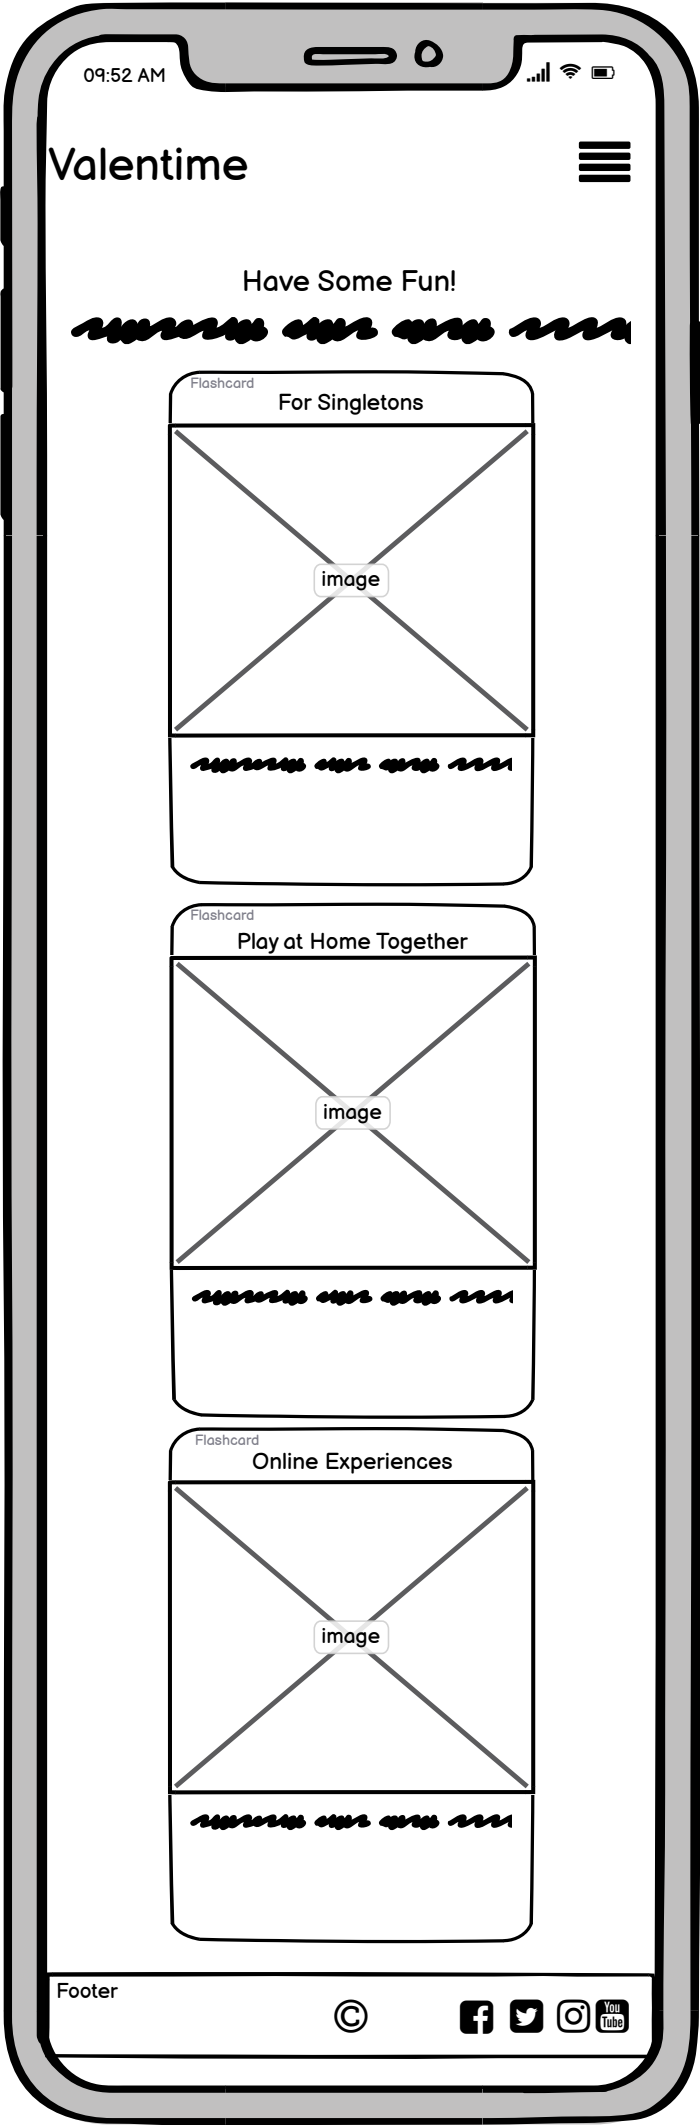 09:52 AM
Valentime
Have Some Fun!
Flashcard
For Singletons
image
Flashcard
Play at Home Together
image
Flashcard
Online Experiences
image
Footer
©
You
Tube